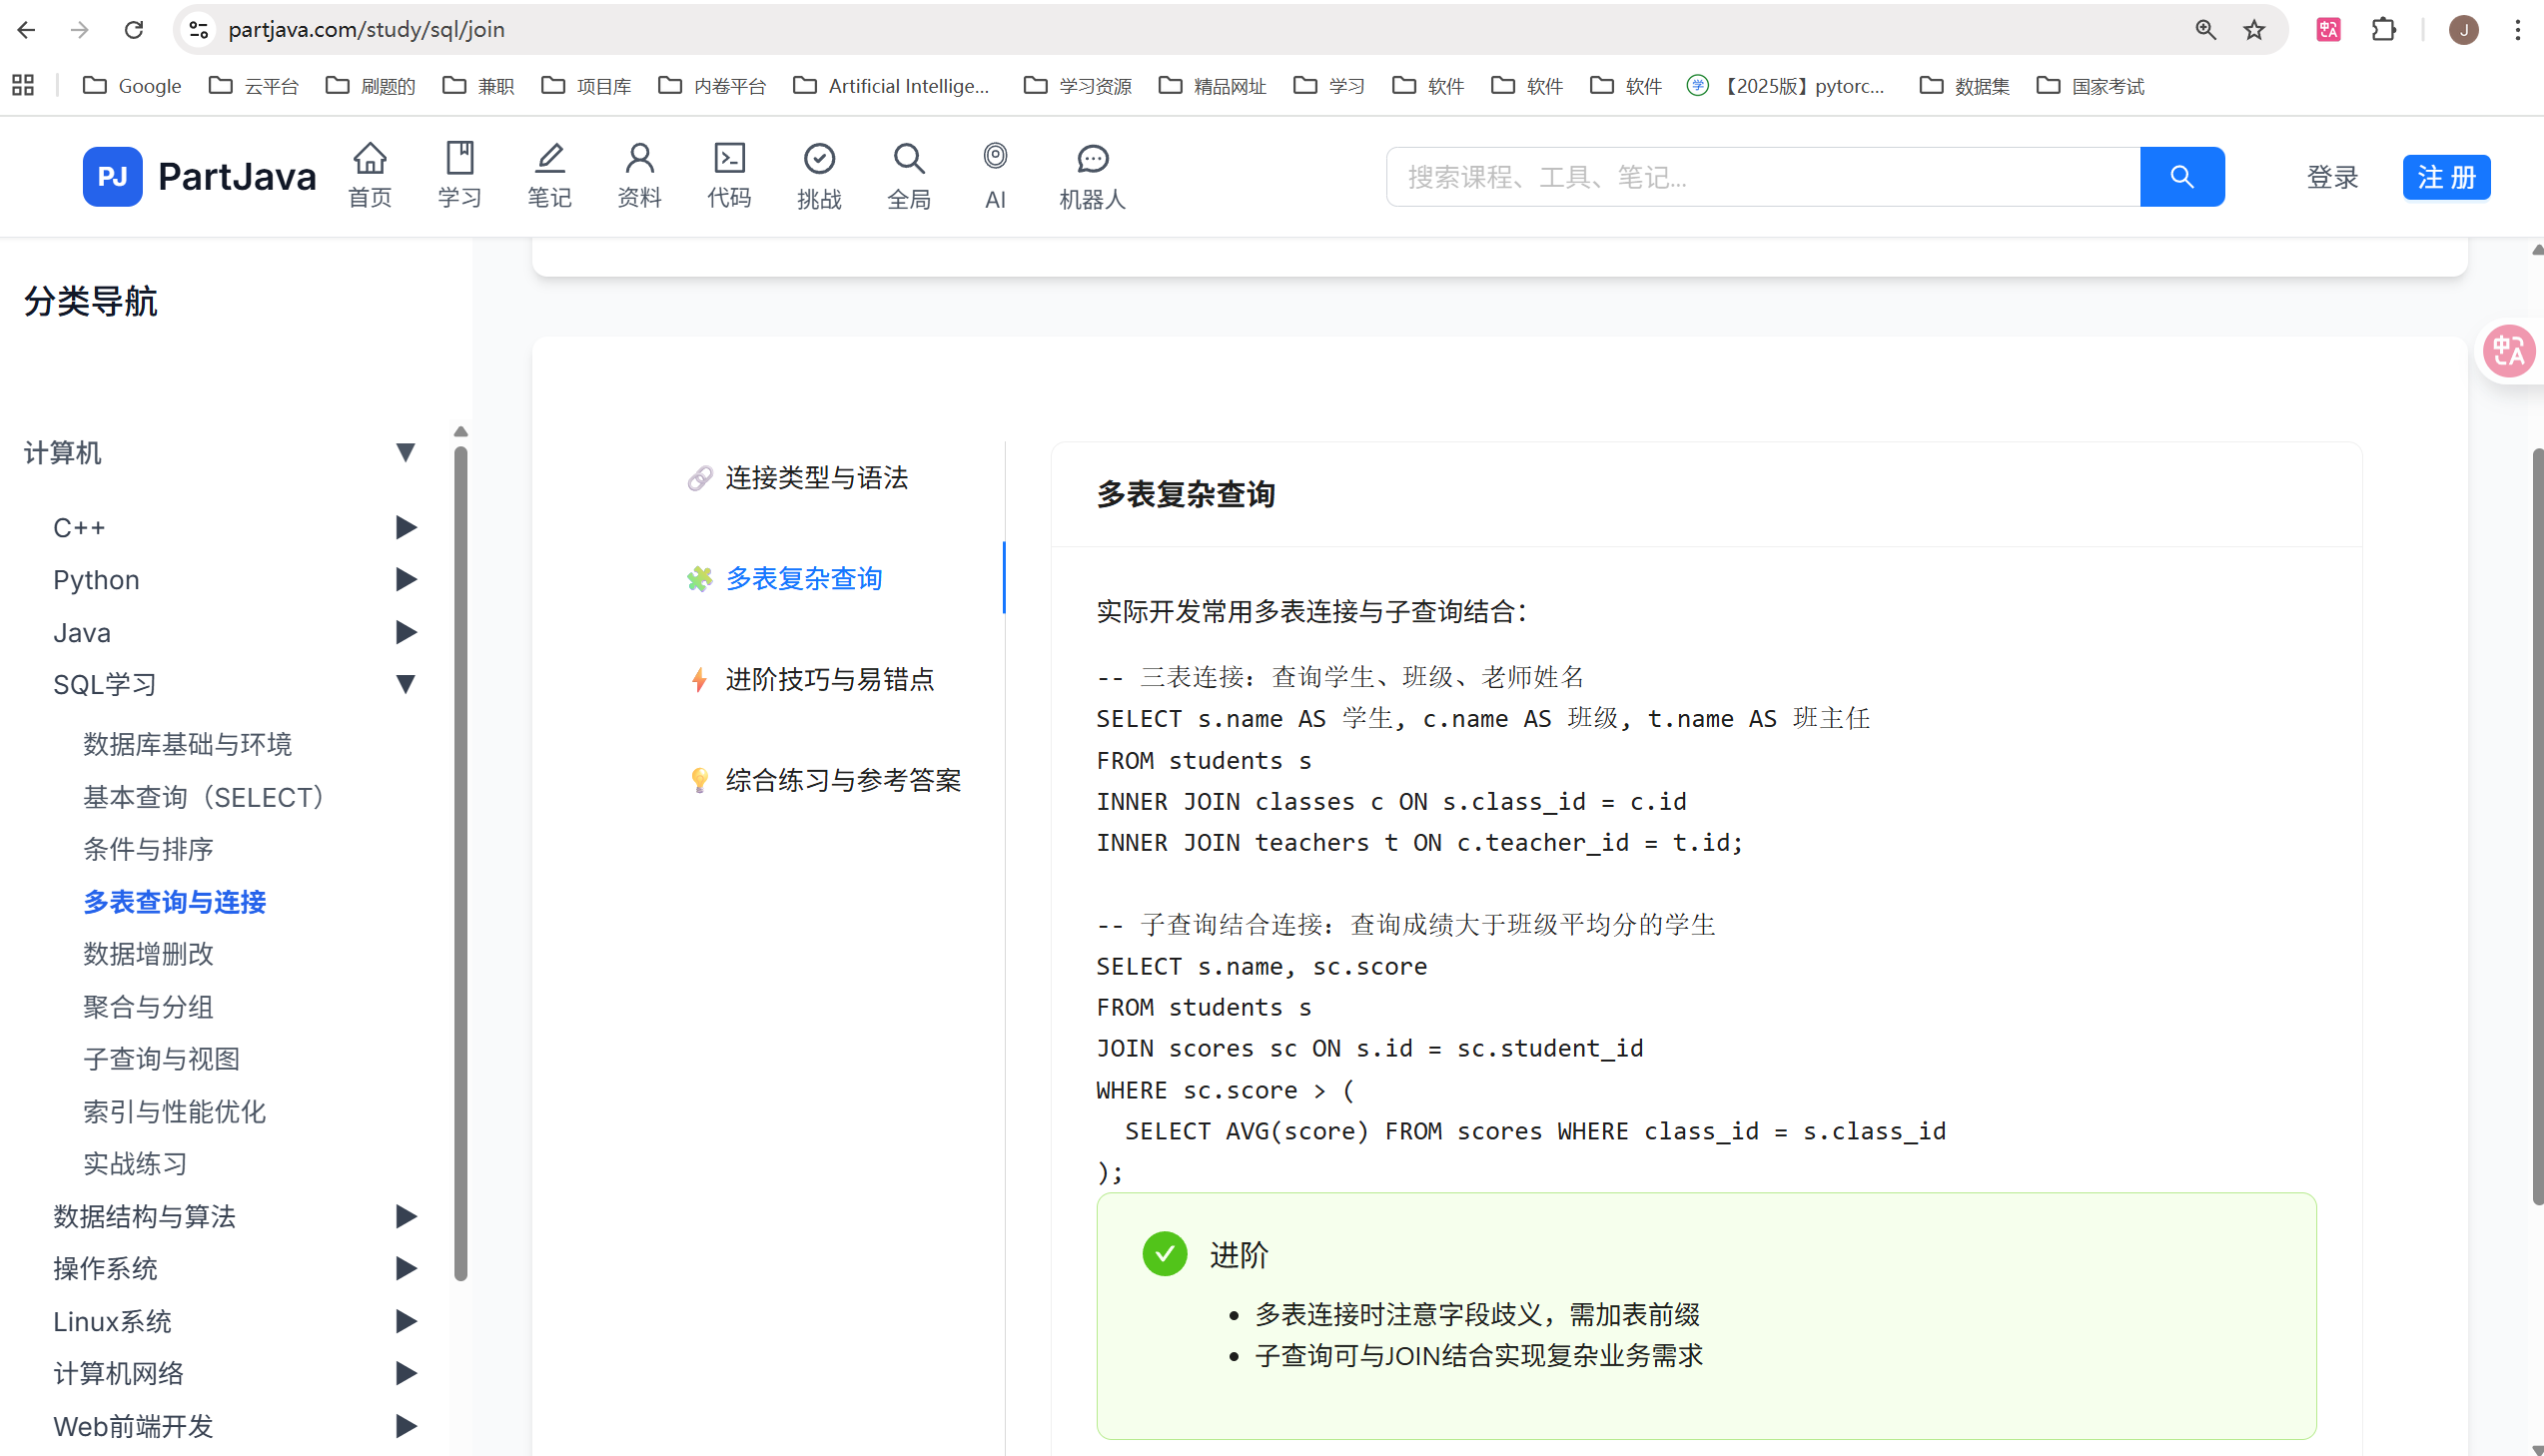 partjava.com/study/sql/join
J
Google
云平台
刷题的
兼职
项目库
内卷平台
Artificial Intellige...
学习资源
精品网址
学习
软件
软件
软件
学
【2025版】pytorc...
数据集
国家考试
PJ
PartJava
首页
学习
笔记
资料
代码
挑战
全局
AI
机器人
搜索课程、工具、笔记...
登录
注 册
分类导航
计算机
C++
Python
Java
SQL学习
数据库基础与环境
基本查询（SELECT）
条件与排序
多表查询与连接
数据增删改
聚合与分组
子查询与视图
索引与性能优化
实战练习
数据结构与算法
操作系统
Linux系统
计算机网络
Web前端开发
连接类型与语法
多表复杂查询
进阶技巧与易错点
综合练习与参考答案
多表复杂查询
实际开发常用多表连接与子查询结合：
-- 三表连接：查询学生、班级、老师姓名
SELECT s.name AS 学生, c.name AS 班级, t.name AS 班主任
FROM students s
INNER JOIN classes c ON s.class_id = c.id
INNER JOIN teachers t ON c.teacher_id = t.id;
-- 子查询结合连接：查询成绩大于班级平均分的学生
SELECT s.name, sc.score
FROM students s
JOIN scores sc ON s.id = sc.student_id
WHERE sc.score > (
  SELECT AVG(score) FROM scores WHERE class_id = s.class_id
);
进阶
• 多表连接时注意字段歧义，需加表前缀
• 子查询可与JOIN结合实现复杂业务需求
中A